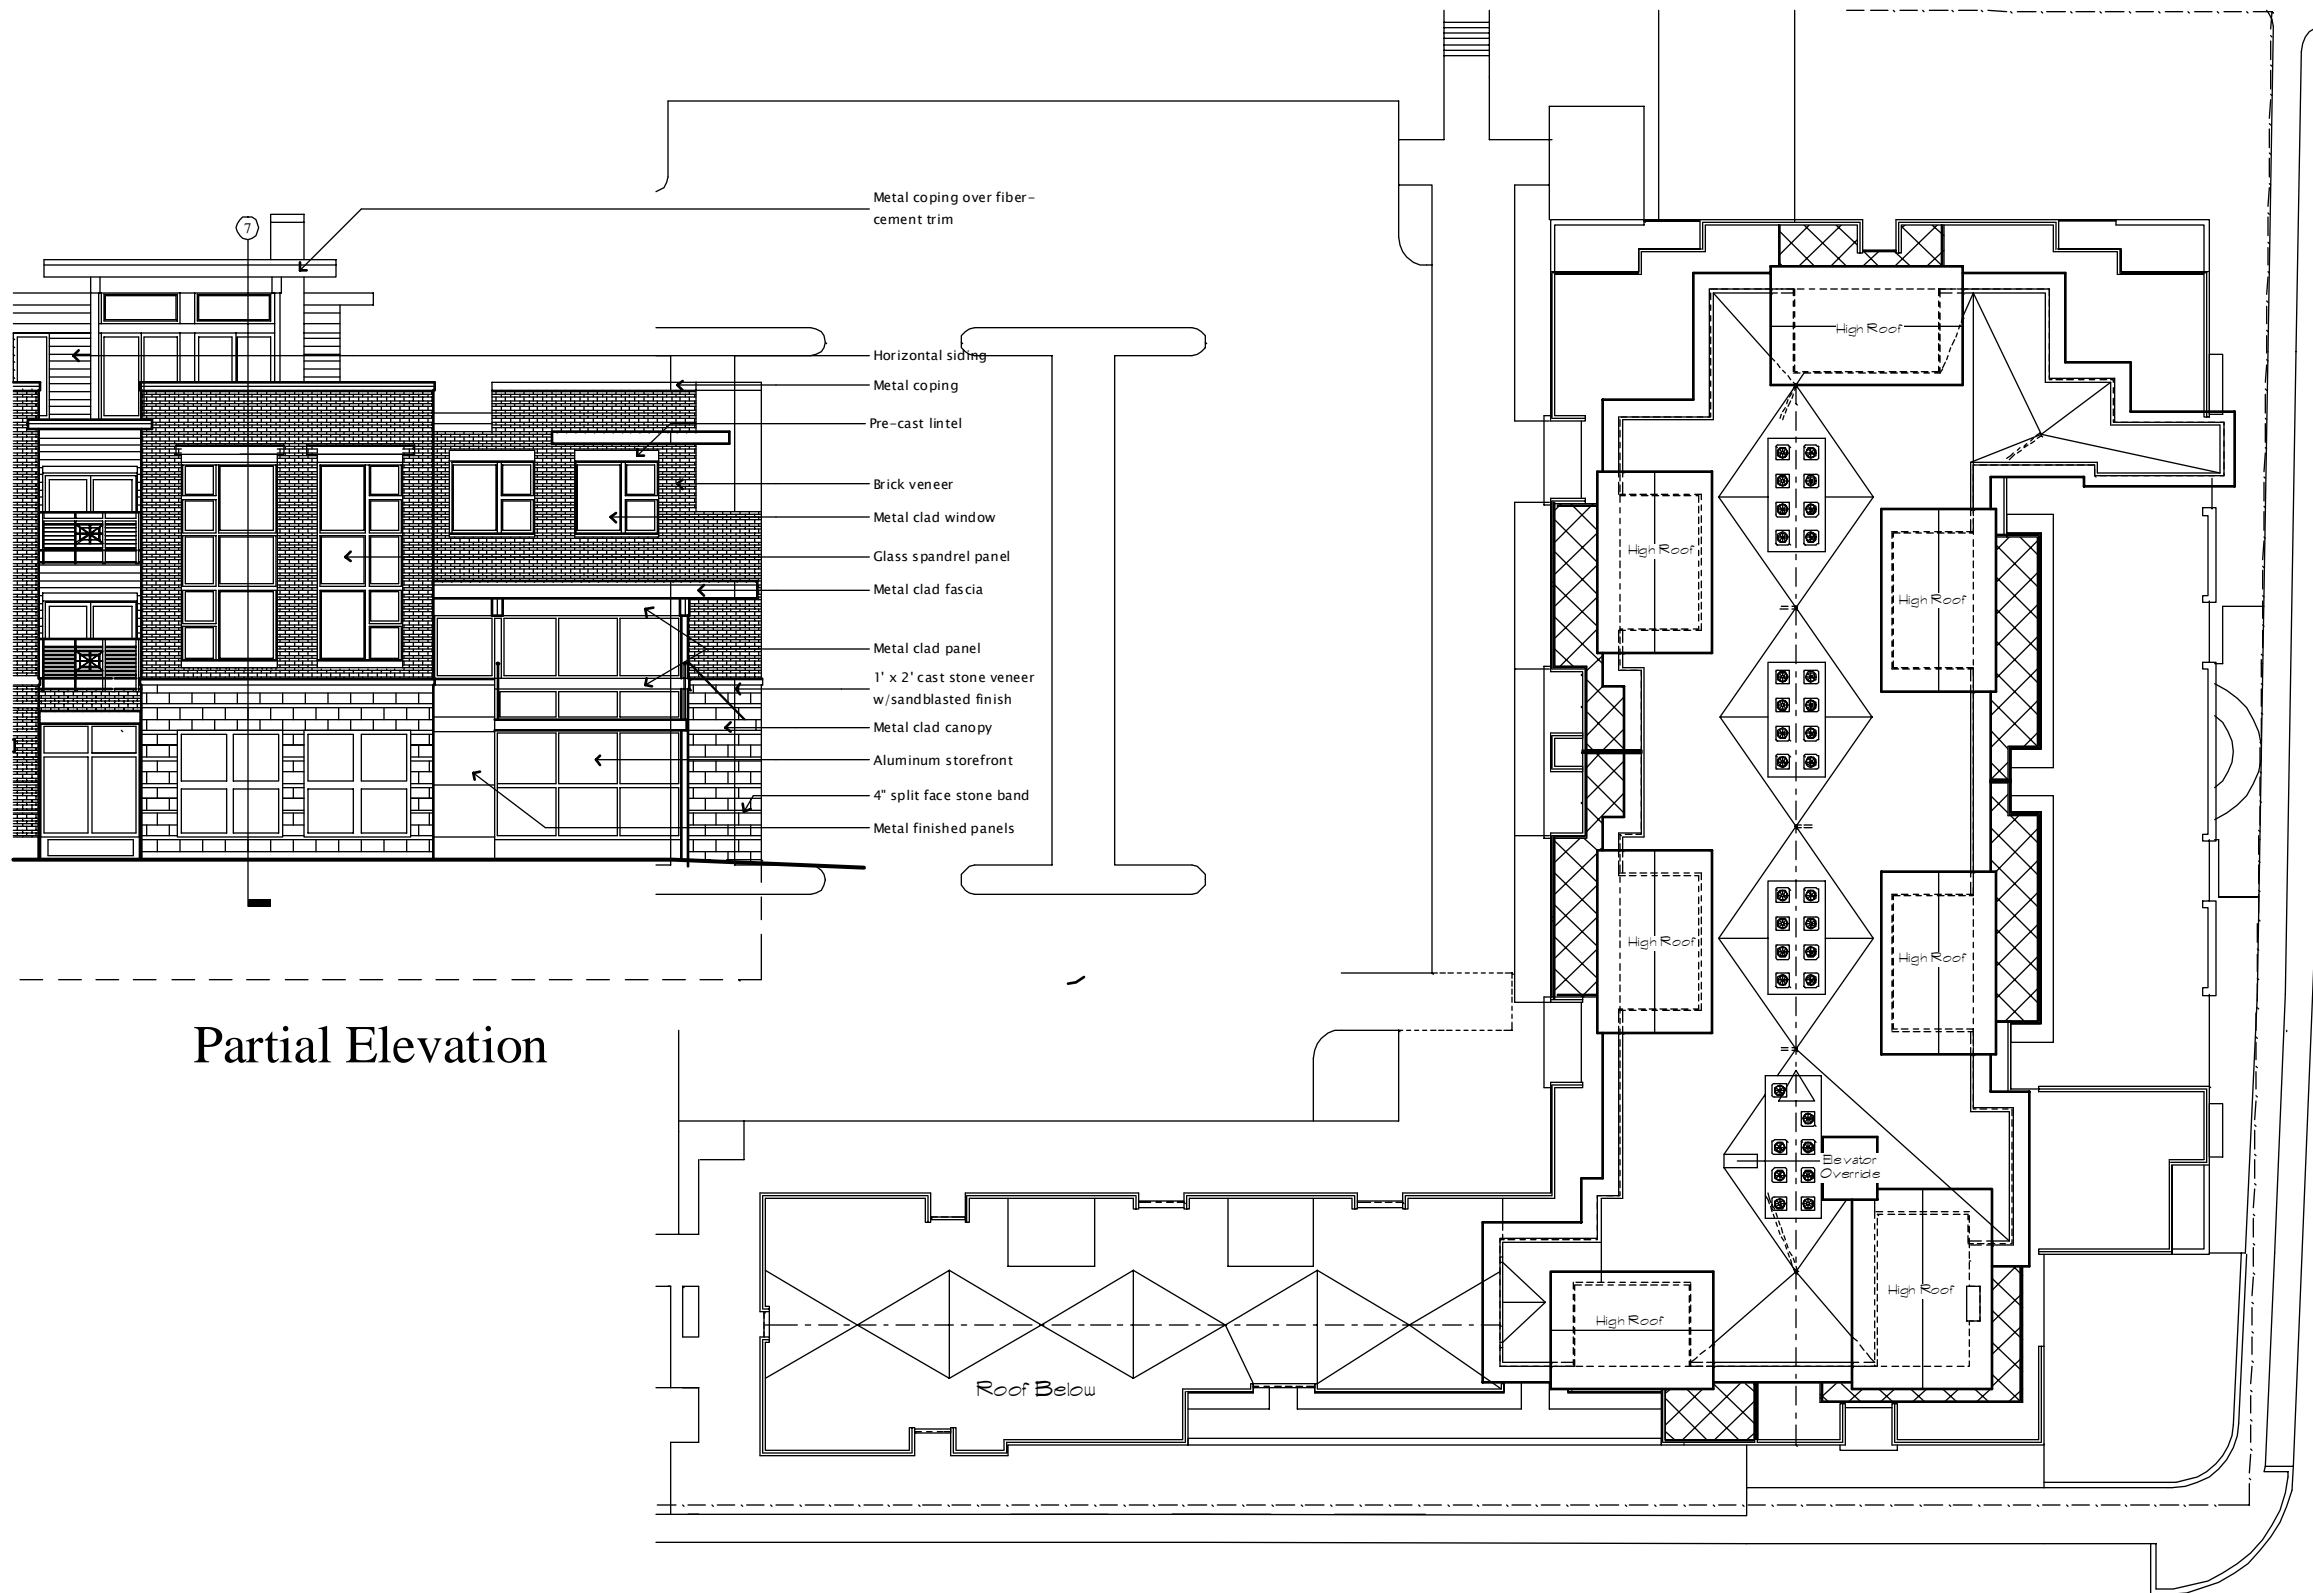 7
Metal coping over fiber-
cement trim
Horizontal siding
Metal coping
Pre-cast lintel
Brick veneer
Metal clad window
Glass spandrel panel
Metal clad fascia
Metal clad panel
1' x 2' cast stone veneer
w/sandblasted finish
Metal clad canopy
Aluminum storefront
4" split face stone band
Metal finished panels
Partial Elevation
High Roof
High Roof
High Roof
High Roof
High Roof
Elevator
Override
High Roof
High Roof
Roof Below